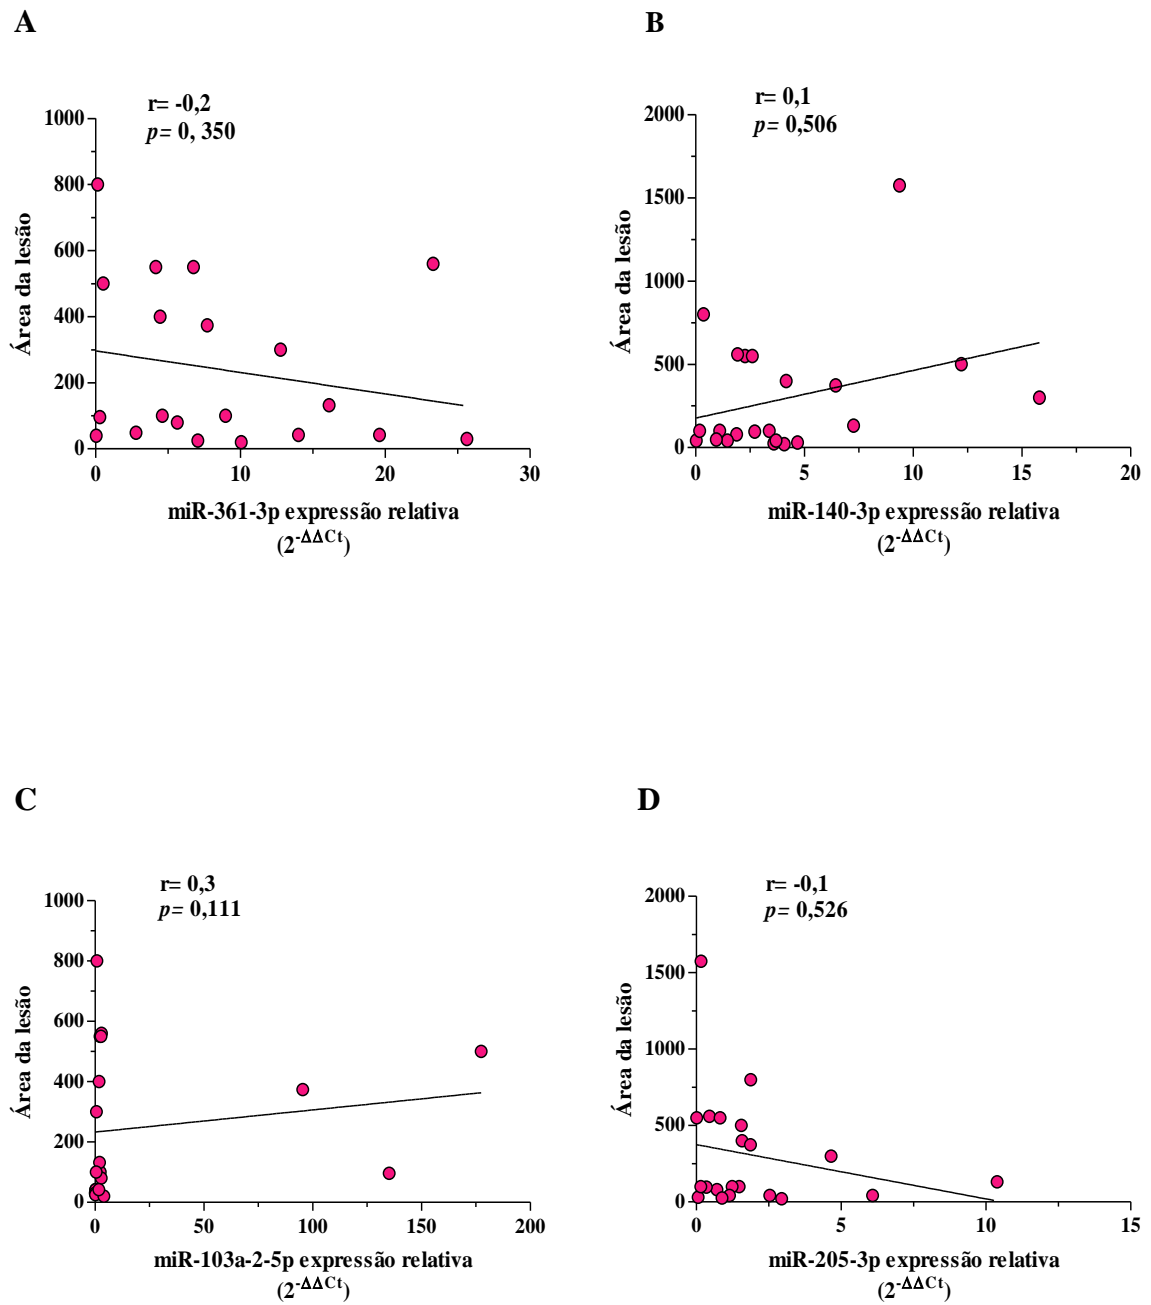 A
r= -0,2
p= 0, 350
1000
800
600
400
200
0
Área da lesão
0
10
20
30
miR-361-3p expressão relativa
(2-ΔΔCt)
B
r= 0,1
p= 0,506
2000
1500
1000
500
0
Área da lesão
0
5
10
15
20
miR-140-3p expressão relativa
(2-ΔΔCt)
C
r= 0,3
p= 0,111
1000
800
600
400
200
0
Área da lesão
0
50
100
150
200
miR-103a-2-5p expressão relativa
(2-ΔΔCt)
D
r= -0,1
p= 0,526
2000
1500
1000
500
0
Área da lesão
0
5
10
15
miR-205-3p expressão relativa
(2-ΔΔCt)